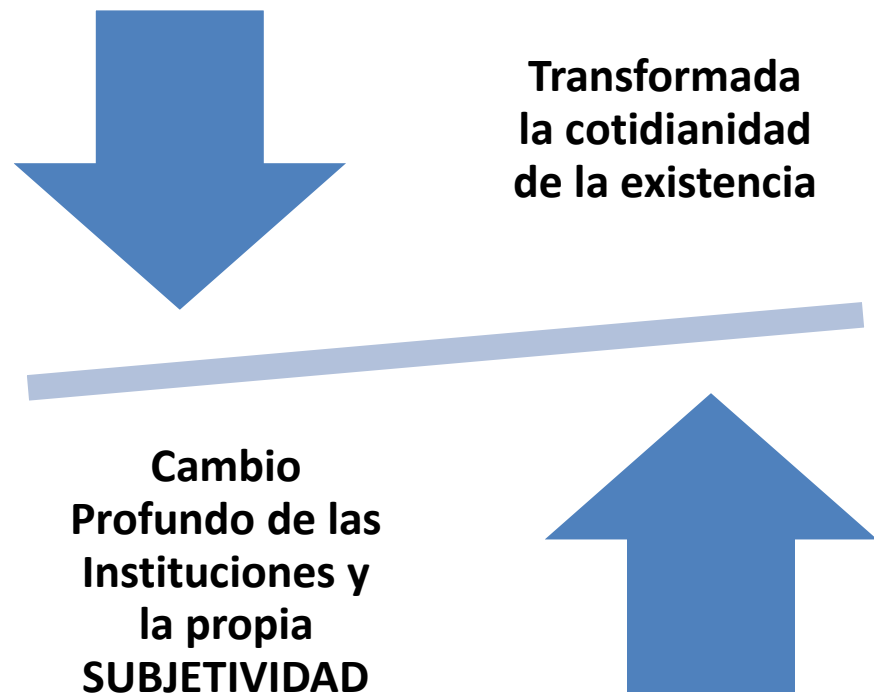 Transformada
la cotidianidad
de la existencia
Cambio
Profundo de las
Instituciones y
la propia
SUBJETIVIDAD